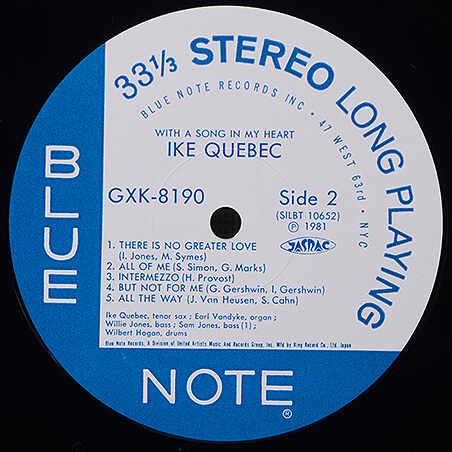 33⅓ STEREO LONG PLAYING
BLUE NOTE RECORDS INC • 47 WEST 63rd • NYC
WITH A SONG IN MY HEART
IKE QUEBEC
BLUE
GXK-8190
Side 2
(SILBT 10652)
Ⓟ 1981
JASRAC
1. THERE IS NO GREATER LOVE
(I. Jones, M. Symes)
2. ALL OF ME (S. Simon, G. Marks)
3. INTERMEZZO (H. Provost)
4. BUT NOT FOR ME (G. Gershwin, I, Gershwin)
5. ALL THE WAY (J. Van Heusen, S. Cahn)
Ike Quebec, tenor sax ; Earl Vandyke, organ ;
Willie Jones, bass ; Sam Jones, bass (1) ;
Wilbert Hogan, drums
Blue Note Records, A Division of United Artists Music And Records Group, Inc. Mfd by King Record Co., Ltd. Japan
NOTE
®